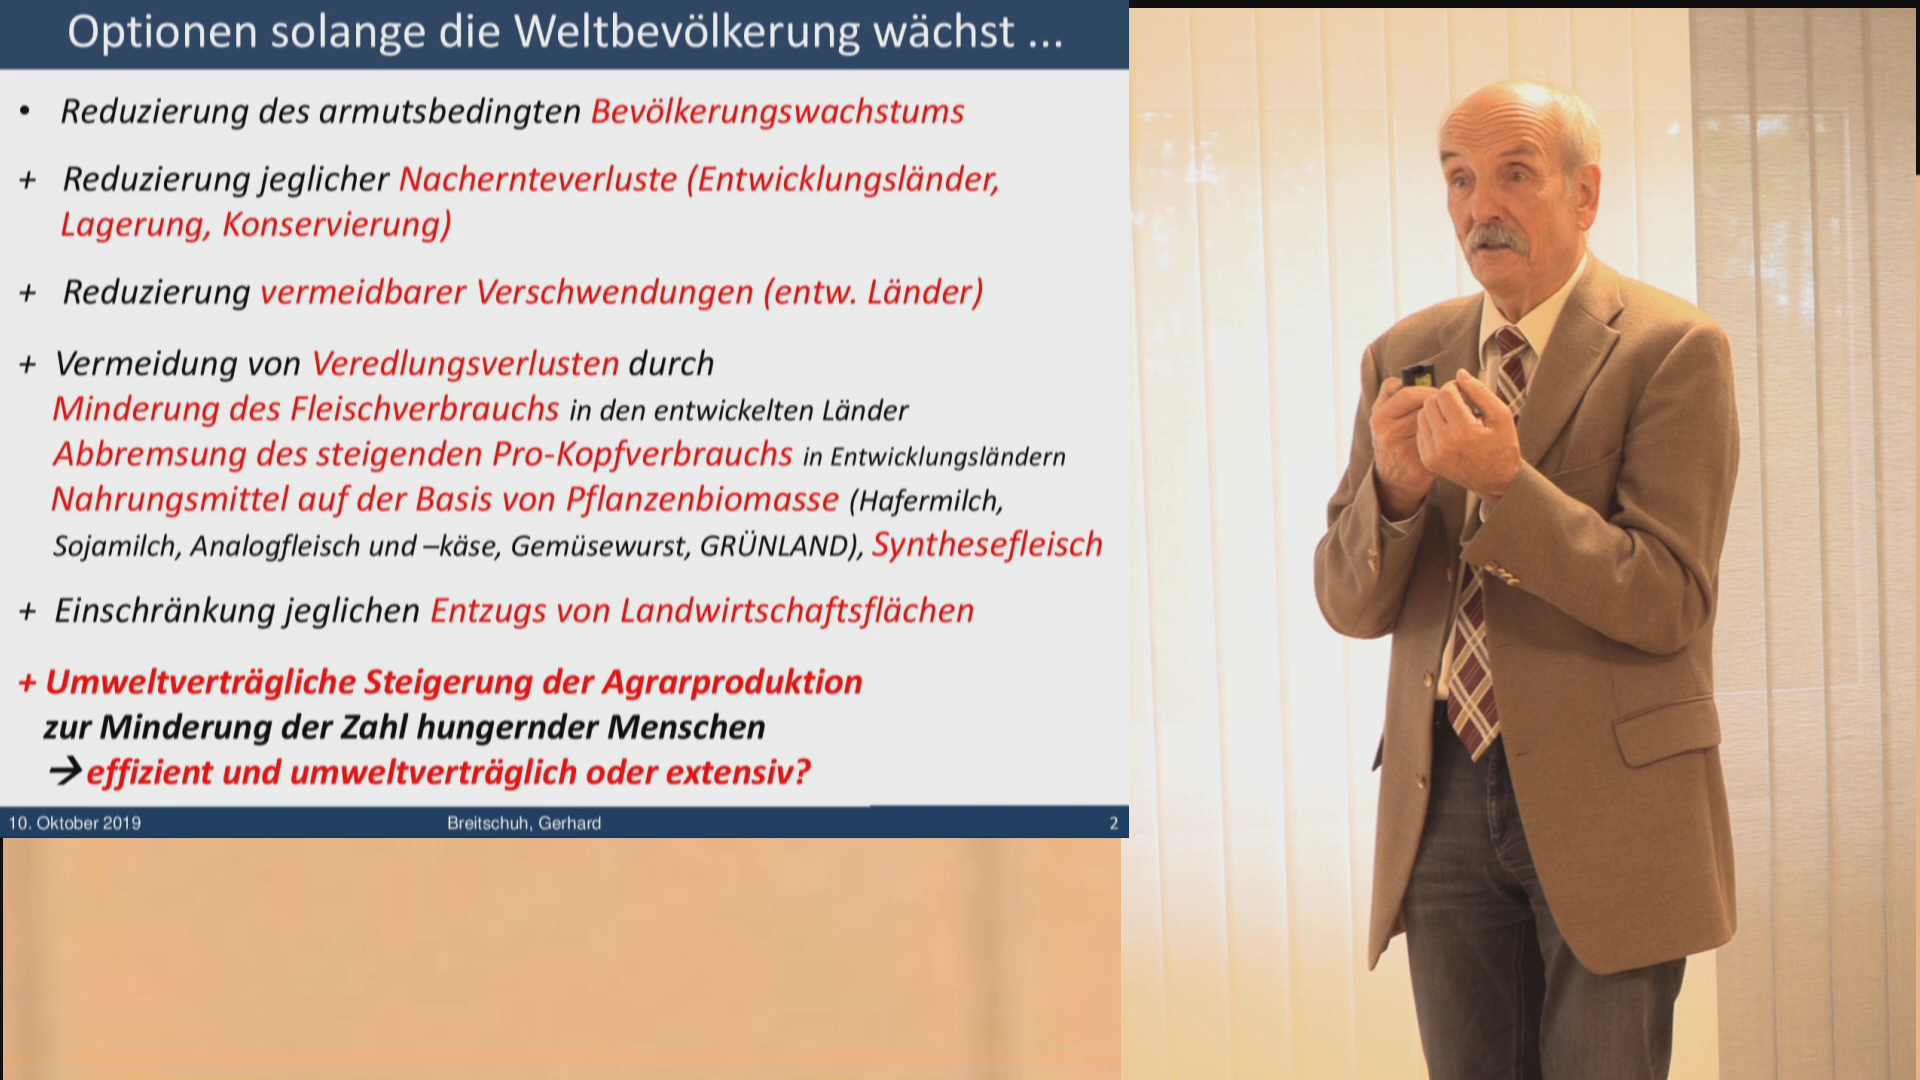 Optionen solange die Weltbevölkerung wächst ...
• Reduzierung des armutsbedingten Bevölkerungswachstums
+ Reduzierung jeglicher Nachernteverluste (Entwicklungsländer,
Lagerung, Konservierung)
+ Reduzierung vermeidbarer Verschwendungen (entw. Länder)
+ Vermeidung von Veredlungsverlusten durch
Minderung des Fleischverbrauchs in den entwickelten Länder
Abbremsung des steigenden Pro-Kopfverbrauchs in Entwicklungsländern
Nahrungsmittel auf der Basis von Pflanzenbiomasse (Hafermilch,
Sojamilch, Analogfleisch und –käse, Gemüsewurst, GRÜNLAND), Synthesefleisch
+ Einschränkung jeglichen Entzugs von Landwirtschaftsflächen
+ Umweltverträgliche Steigerung der Agrarproduktion
zur Minderung der Zahl hungernder Menschen
→ effizient und umweltverträglich oder extensiv?
10. Oktober 2019 Breitschuh, Gerhard 2